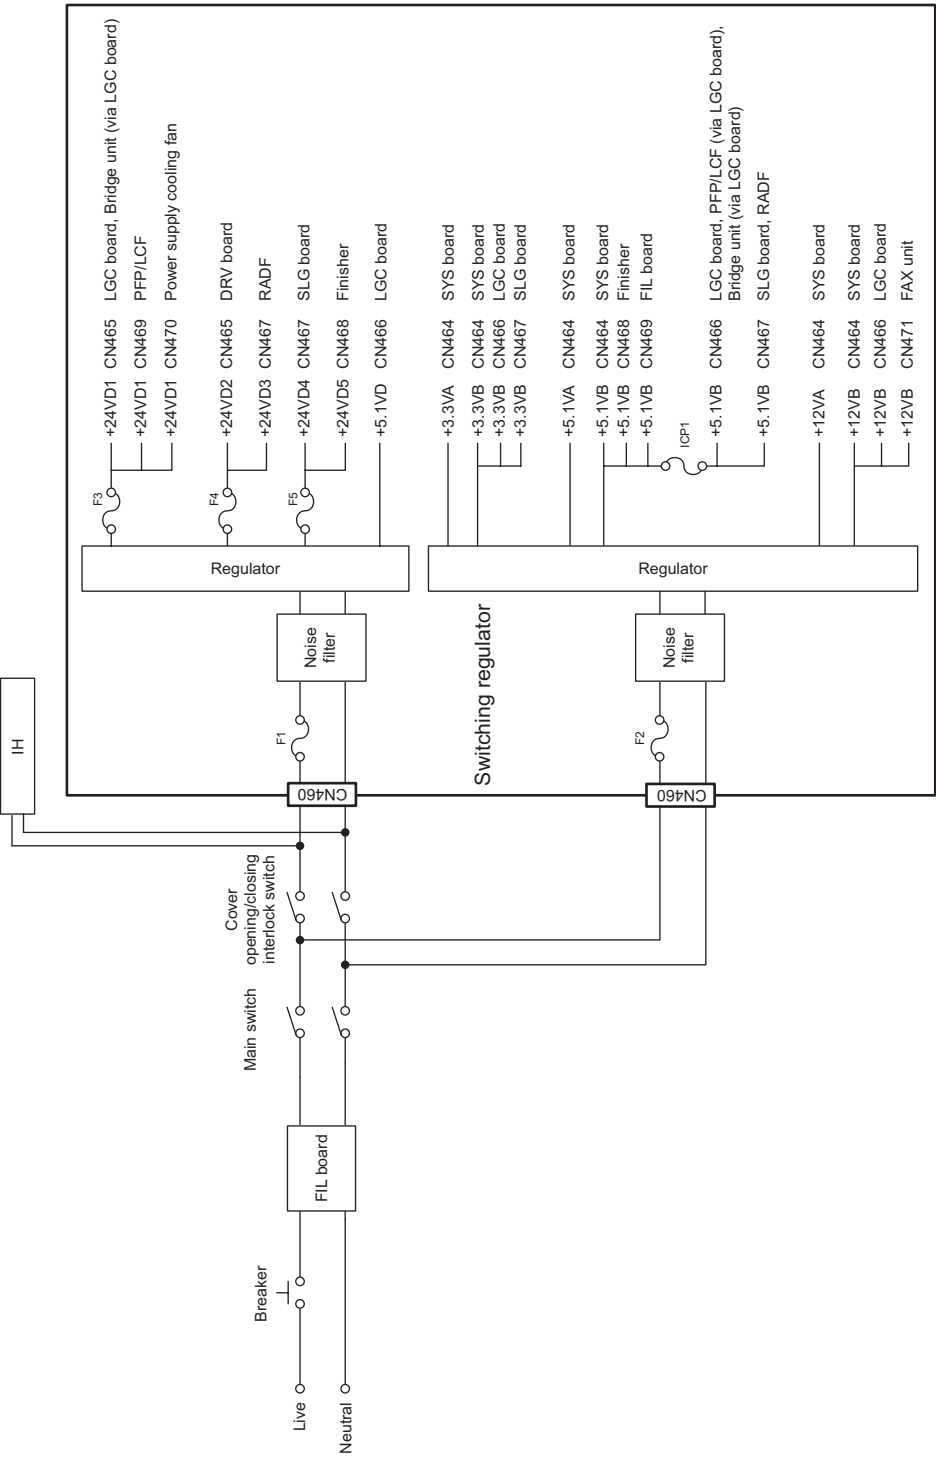 Live
Neutral
Breaker
FIL board
Main switch
Cover
opening/closing
interlock switch
IH
CN460
CN460
F1
F2
Noise
filter
Noise
filter
Switching regulator
Regulator
Regulator
F3
F4
F5
ICP1
+24VD1 CN465 LGC board, Bridge unit (via LGC board)
+24VD1 CN469 PFP/LCF
+24VD1 CN470 Power supply cooling fan
+24VD2 CN465 DRV board
+24VD3 CN467 RADF
+24VD4 CN467 SLG board
+24VD5 CN468 Finisher
+5.1VD CN466 LGC board
+3.3VA CN464 SYS board
+3.3VB CN464 SYS board
+3.3VB CN466 LGC board
+3.3VB CN467 SLG board
+5.1VA CN464 SYS board
+5.1VB CN464 SYS board
+5.1VB CN468 Finisher
+5.1VB CN469 FIL board
+5.1VB CN466 LGC board, PFP/LCF (via LGC board),
Bridge unit (via LGC board)
+5.1VB CN467 SLG board, RADF
+12VA CN464 SYS board
+12VB CN464 SYS board
+12VB CN466 LGC board
+12VB CN471 FAX unit